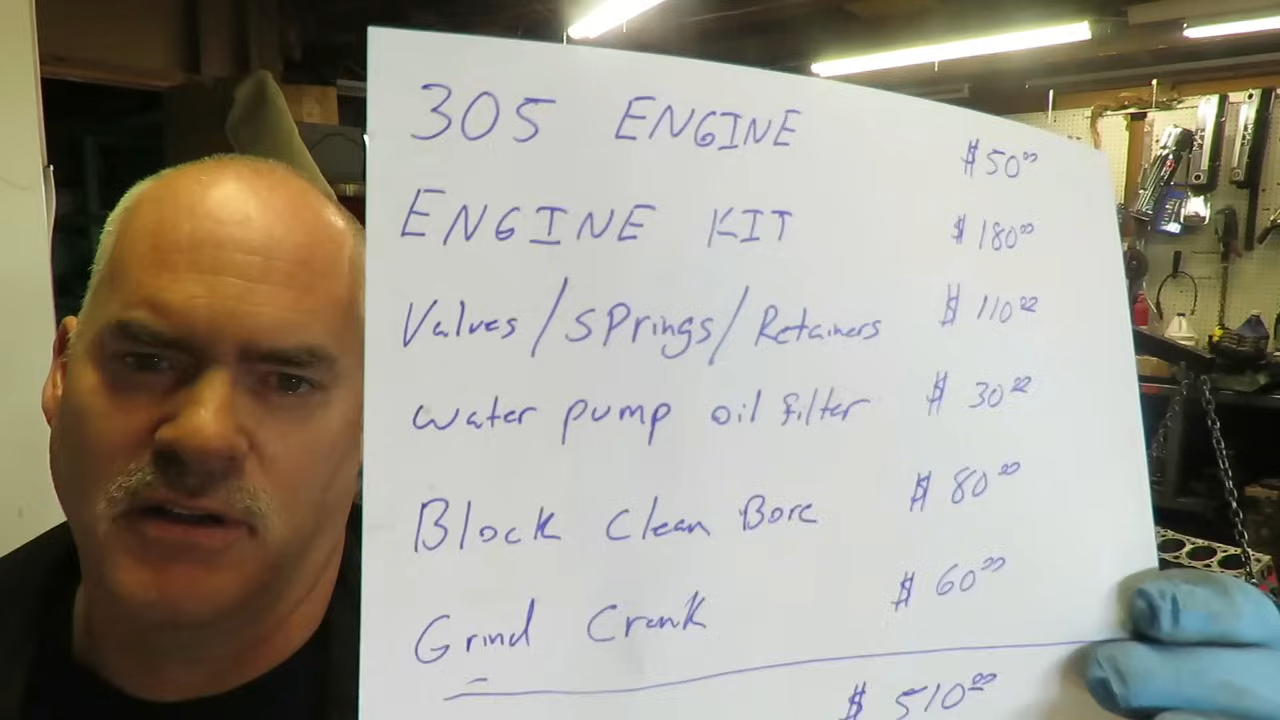 305 ENGINE $50.00
ENGINE KIT $180.00
Valves/Springs/Retainers $110.00
water pump oil filter $30.00
Block Clean Bore $80.00
Grind Crank $60.00
$510.00